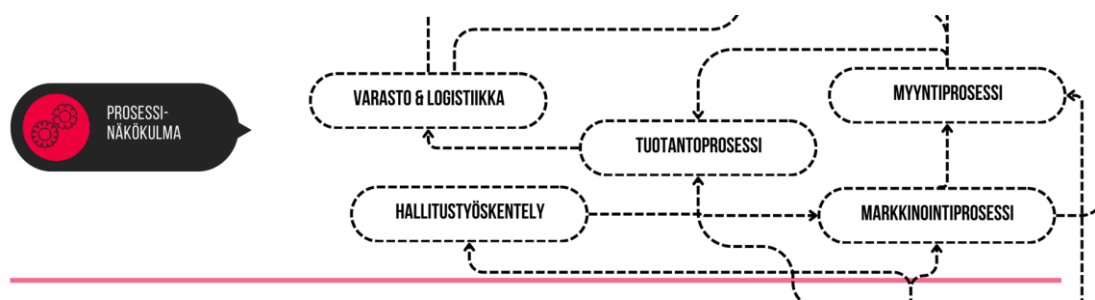 PROSESSI-
NÄKÖKULMA
VARASTO & LOGISTIIKKA
MYYNTIPROSESSI
TUOTANTOPROSESSI
HALLITUSTYÖSKENTELY
MARKKINOINTIPROSESSI